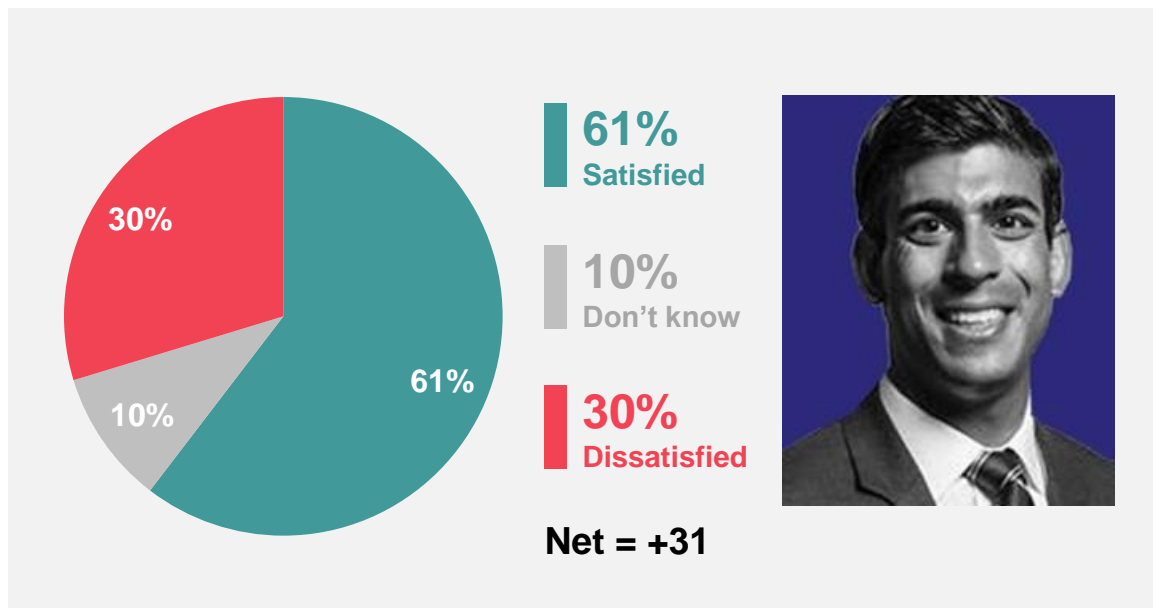 61%
Satisfied
30%
10%
Don't know
61%
10%
30%
Dissatisfied
Net = +31